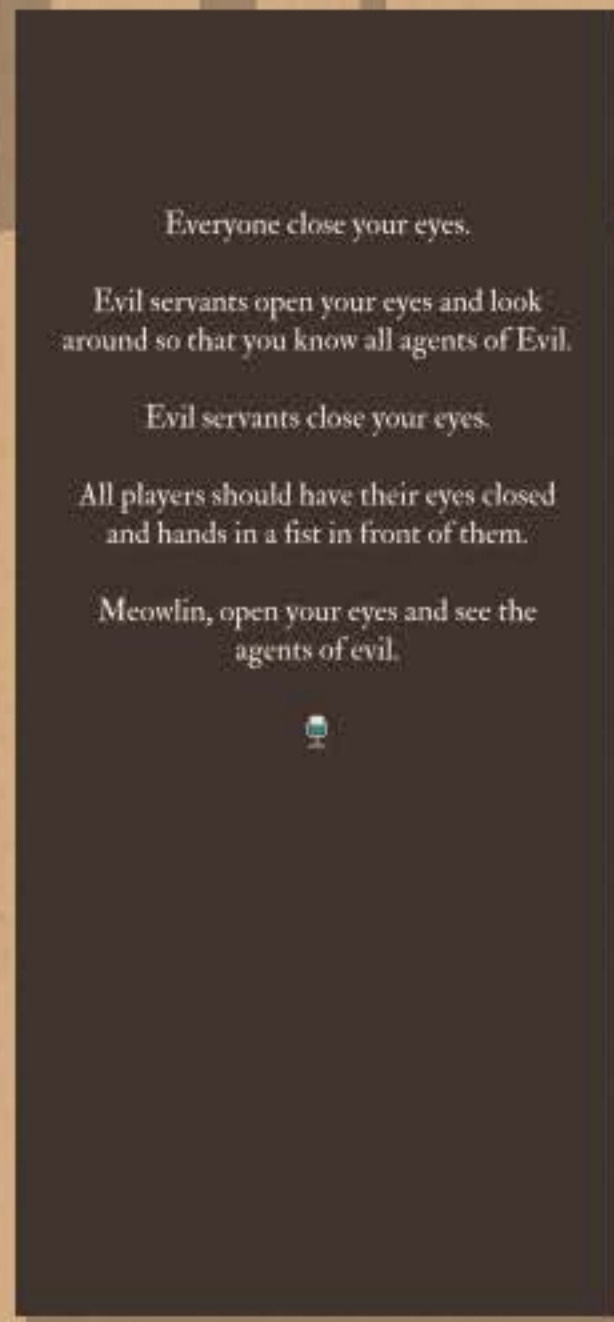 Everyone close your eyes.
Evil servants open your eyes and look
around so that you know all agents of Evil.
Evil servants close your eyes.
All players should have their eyes closed
and hands in a fist in front of them.
Meowlin, open your eyes and see the
agents of evil.